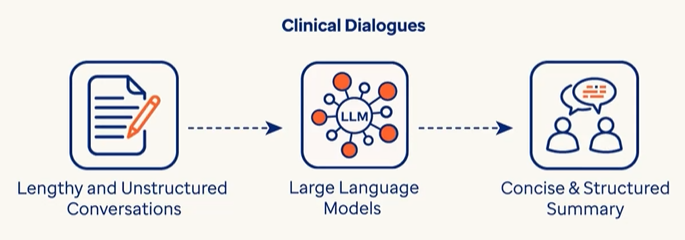 Clinical Dialogues
LLM
Lengthy and Unstructured
Conversations
Large Language
Models
Concise & Structured
Summary